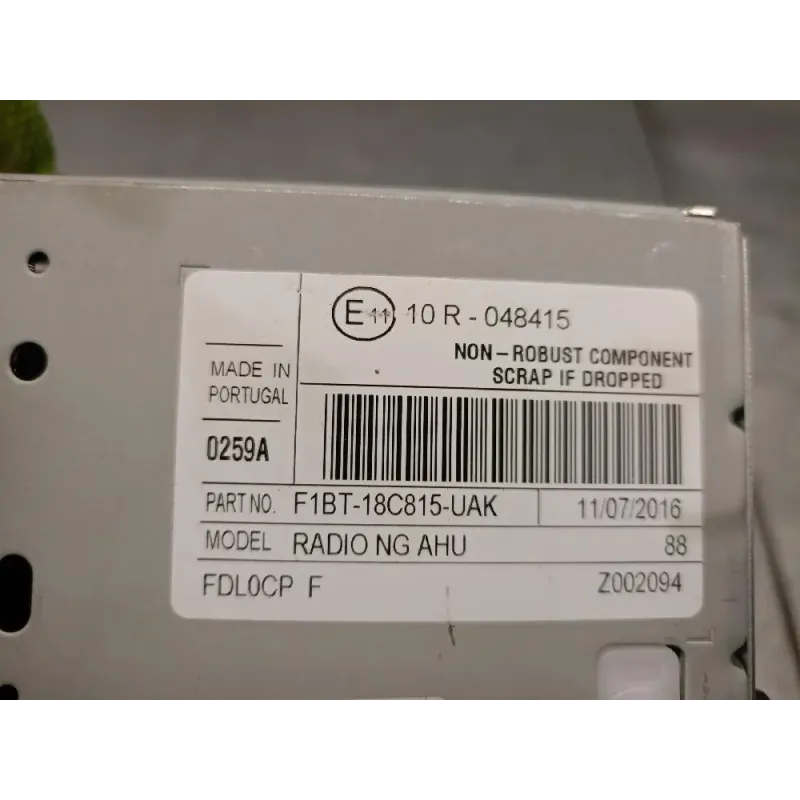 E 11 10 R - 048415
NON-ROBUST COMPONENT
SCRAP IF DROPPED
MADE IN
PORTUGAL
0259A
PART NO. F1BT-18C815-UAK 11/07/2016
MODEL RADIO NG AHU 88
FDL0CP F Z002094
L